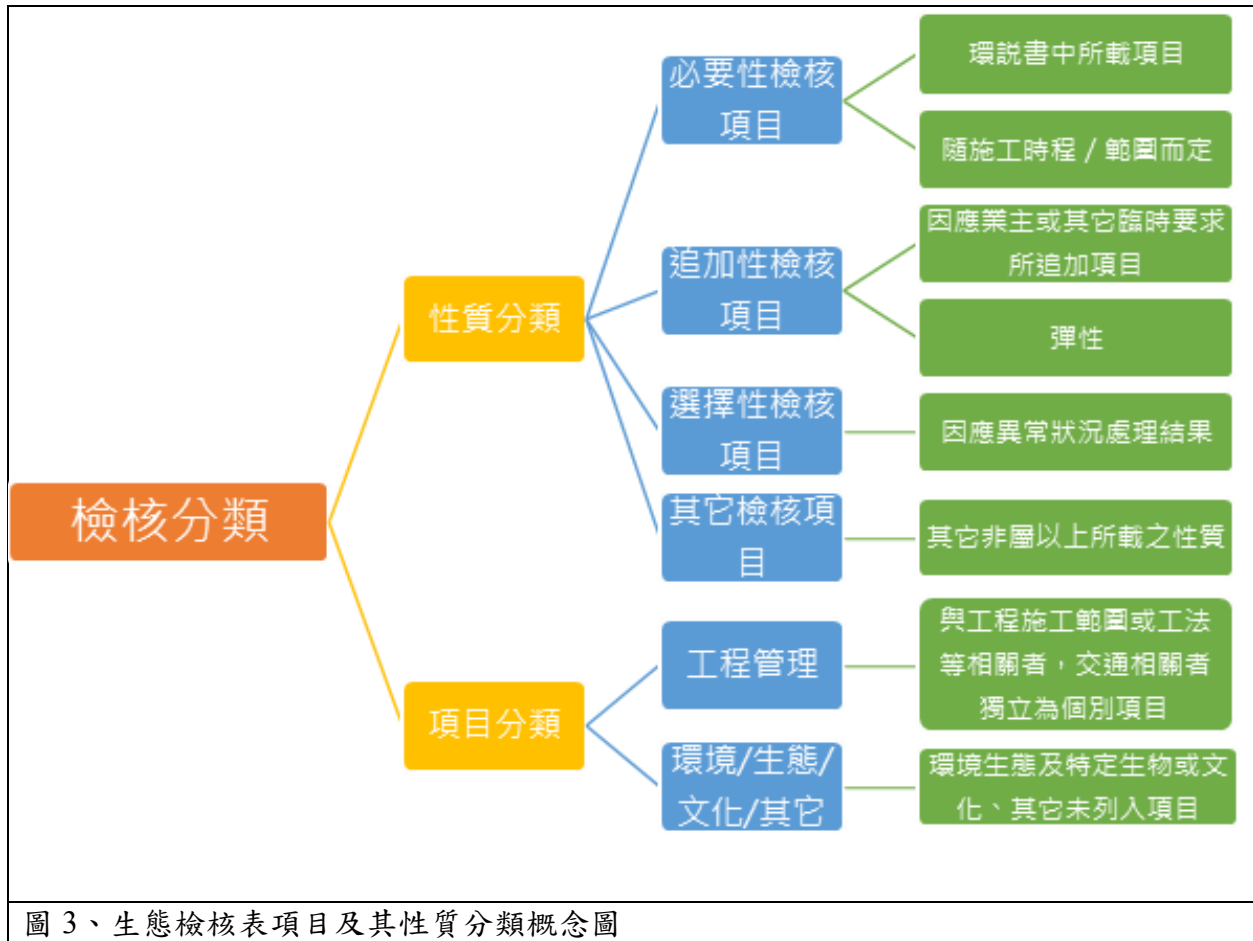 檢核分類
性質分類
必要性檢核
項目
環說書中所載項目
隨施工時程／範圍而定
追加性檢核
項目
因應業主或其它臨時要求
所追加項目
彈性
選擇性檢核
項目
因應異常狀況處理結果
其它檢核項
目
其它非屬以上所載之性質
項目分類
工程管理
與工程施工範圍或工法
等相關者，交通相關者
獨立為個別項目
環境/生態/
文化/其它
環境生態及特定生物或文
化、其它未列入項目
圖 3、生態檢核表項目及其性質分類概念圖